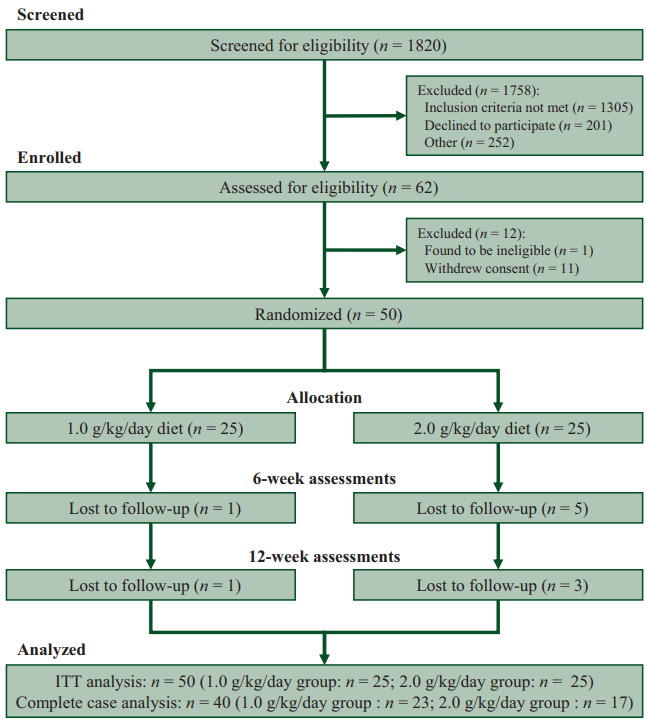 Screened
Screened for eligibility (n = 1820)
Excluded (n = 1758):
Inclusion criteria not met (n = 1305)
Declined to participate (n = 201)
Other (n = 252)
Enrolled
Assessed for eligibility (n = 62)
Excluded (n = 12):
Found to be ineligible (n = 1)
Withdrew consent (n = 11)
Randomized (n = 50)
Allocation
1.0 g/kg/day diet (n = 25)
2.0 g/kg/day diet (n = 25)
6-week assessments
Lost to follow-up (n = 1)
Lost to follow-up (n = 5)
12-week assessments
Lost to follow-up (n = 1)
Lost to follow-up (n = 3)
Analyzed
ITT analysis: n = 50 (1.0 g/kg/day group: n = 25; 2.0 g/kg/day group: n = 25)
Complete case analysis: n = 40 (1.0 g/kg/day group : n = 23; 2.0 g/kg/day group : n = 17)